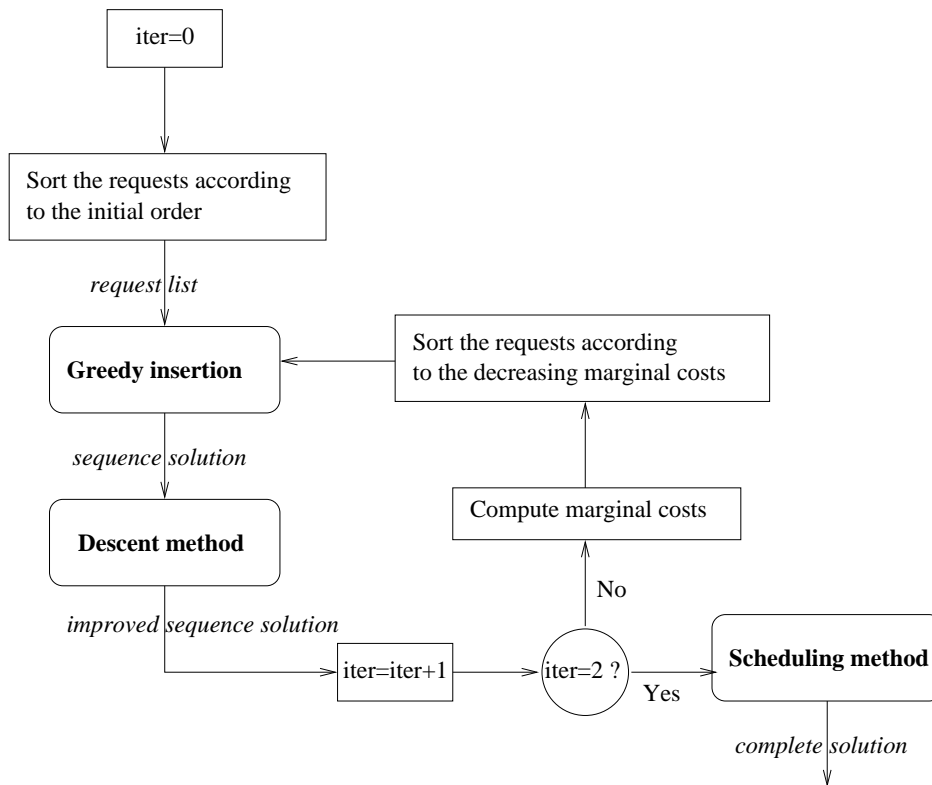 iter=0
Sort the requests according
to the initial order
request list
Sort the requests according
to the decreasing marginal costs
Greedy insertion
sequence solution
Compute marginal costs
Descent method
No
improved sequence solution
iter=iter+1
iter=2 ?
Yes
Scheduling method
complete solution